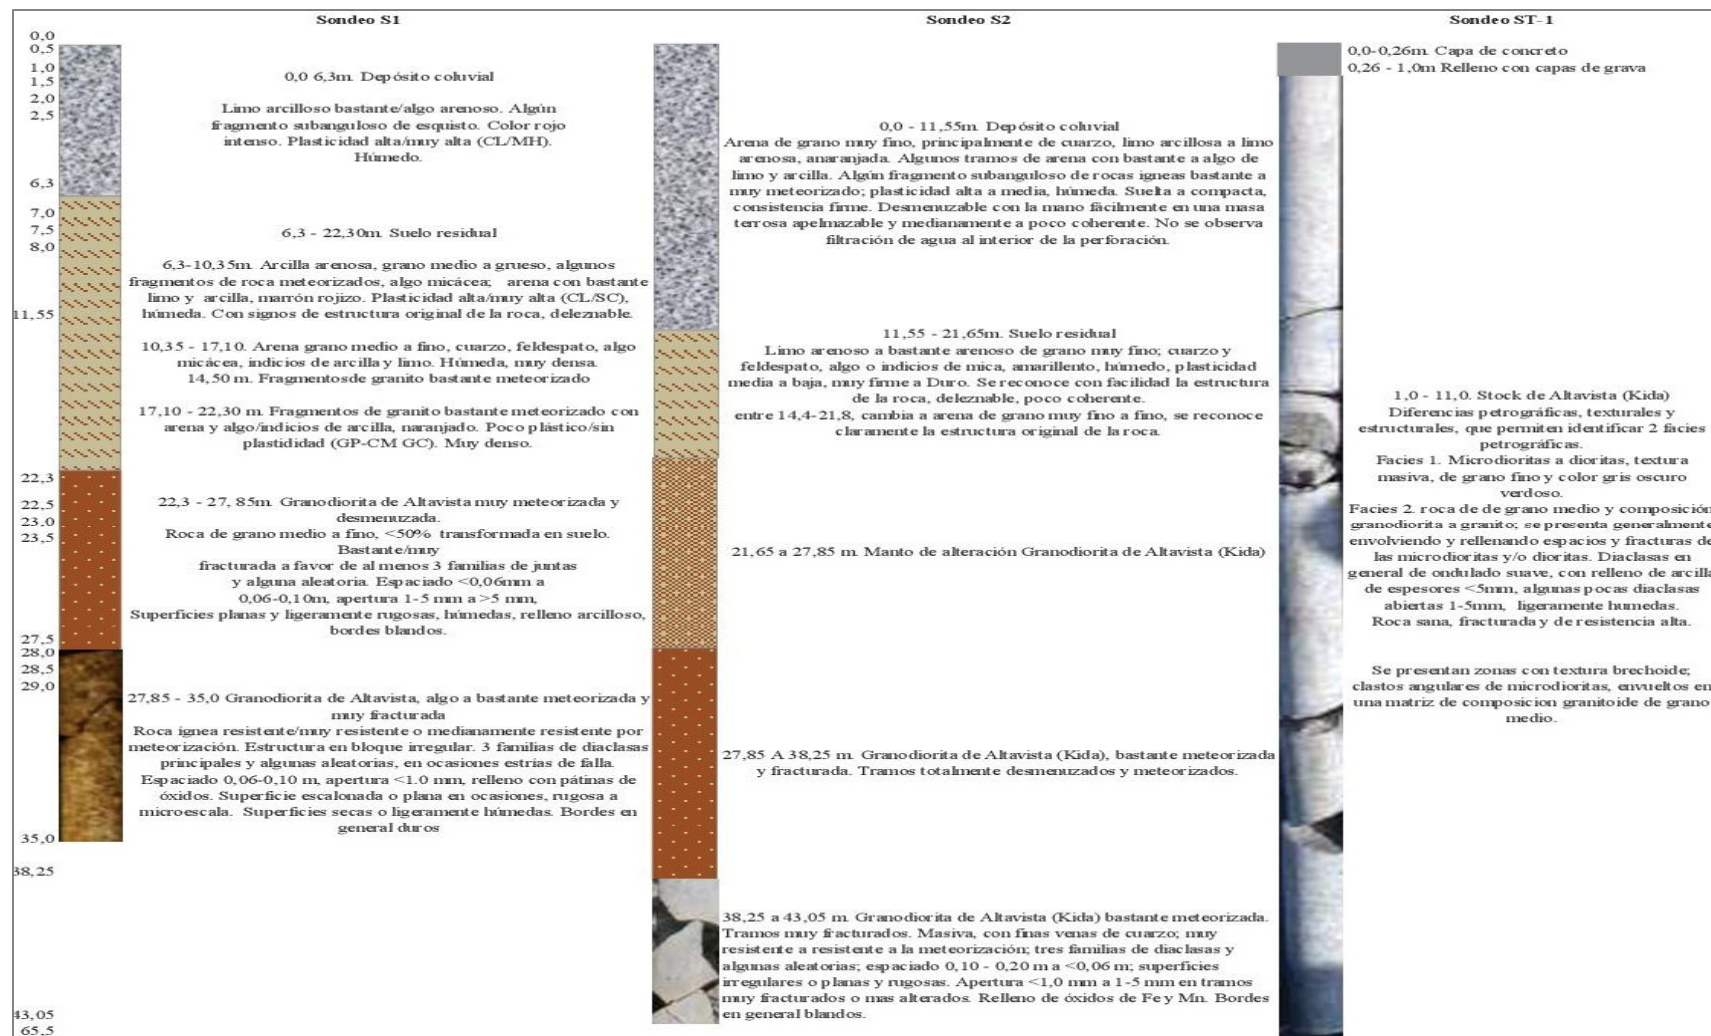 Sondeo S1
Sondeo S2
Sondeo ST-1
0,0
0,5
1,0
1,5
2,0
2,5
6,3
7,0
7,5
8,0
11,55
22,3
22,5
23.0
23,5
27,5
28,0
28,5
29,0
35,0
38,25
43,05
65,5
0,0 6,3m. Depósito coluvial
Limo arcilloso bastante/algo arenoso. Algún
fragmento subanguloso de esquisto. Color rojo
intenso. Plasticidad alta/muy alta (CL/MH).
Húmedo.
6,3 - 22,30m. Suelo residual
6,3-10,35m. Arcilla arenosa, grano medio a grueso, algunos
fragmentos de roca meteorizados, algo micácea; arena con bastante
limo y arcilla, marrón rojizo. Plasticidad alta/muy alta (CL/SC),
húmeda. Con signos de estructura original de la roca, deleznable.
10,35 - 17,10. Arena grano medio a fino, cuarzo, feldespato, algo
micácea, indicios de arcilla y limo. Húmeda, muy densa.
14,50 m. Fragmentos de granito bastante meteorizado
17,10 - 22,30 m. Fragmentos de granito bastante meteorizado con
arena y algo/indicios de arcilla, naranjado. Poco plástico/sin
plastididad (GP-CM GC). Muy denso.
22,3 - 27, 85m. Granodiorita de Altavista muy meteorizada y
desmenuzada.
Roca de grano medio a fino, <50% transformada en suelo.
Bastante/muy
fracturada a favor de al menos 3 familias de juntas
y alguna aleatoria. Espaciado <0,06mm a
0,06-0,10m, apertura 1-5 mm a >5 mm,
Superficies planas y ligeramente rugosas, húmedas, relleno arcilloso,
bordes blandos.
27,85 - 35,0 Granodiorita de Altavista, algo a bastante meteorizada y
muy fracturada
Roca ígnea resistente/muy resistente o medianamente resistente por
meteorización. Estructura en bloque irregular. 3 familias de diaclasas
principales y algunas aleatorias, en ocasiones estrías de falla.
Espaciado 0,06-0,10 m, apertura <1.0 mm, relleno con pátinas de
óxidos. Superficie escalonada o plana en ocasiones, rugosa a
microescala. Superficies secas o ligeramente húmedas. Bordes en
general duros
0,0 - 11,55m. Depósito coluvial
Arena de grano muy fino, principalmente de cuarzo, limo arcillosa a limo
arenosa, anaranjada. Algunos tramos de arena con bastante a algo de
limo y arcilla. Algún fragmento subanguloso de rocas igneas bastante a
muy meteorizado; plasticidad alta a media, húmeda. Suelta a compacta,
consistencia firme. Desmenuzable con la mano fácilmente en una masa
terrosa apelmazable y medianamente a poco coherente. No se observa
filtración de agua al interior de la perforación.
11,55 - 21,65m. Suelo residual
Limo arenoso a bastante arenoso de grano muy fino; cuarzo y
feldespato, algo o indicios de mica, amarillento, húmedo, plasticidad
media a baja, muy firme a Duro. Se reconoce con facilidad la estructura
de la roca, deleznable, poco coherente.
entre 14,4-21,8, cambia a arena de grano muy fino a fino, se reconoce
claramente la estructura original de la roca.
21,65 a 27,85 m. Manto de alteración Granodiorita de Altavista (Kida)
27,85 A 38,25 m. Granodiorita de Altavista (Kida), bastante meteorizada
y fracturada. Tramos totalmente desmenuzados y meteorizados.
38,25 a 43,05 m. Granodiorita de Altavista (Kida) bastante meteorizada.
Tramos muy fracturados. Masiva, con finas venas de cuarzo; muy
resistente a resistente a la meteorización; tres familias de diaclasas y
algunas aleatorias; espaciado 0,10 - 0,20 m a <0,06 m; superficies
irregulares o planas y rugosas. Apertura <1,0 mm a 1-5 mm en tramos
muy fracturados o mas alterados. Relleno de óxidos de Fe y Mn. Bordes
en general blandos.
0,0-0,26m. Capa de concreto
0,26 - 1,0m Relleno con capas de grava
1,0 - 11,0. Stock de Altavista (Kida)
Diferencias petrográficas, texturales y
estructurales, que permiten identificar 2 facies
petrográficas.
Facies 1. Microdioritas a dioritas, textura
masiva, de grano fino y color gris oscuro
verdoso.
Facies 2. roca de de grano medio y composición
granodiorita a granito; se presenta generalmente
envolviendo y rellenando espacios y fracturas de
las microdioritas y/o dioritas. Diaclasas en
general de ondulado suave, con relleno de arcilla
de espesores <5mm, algunas pocas diaclasas
abiertas 1-5mm, ligeramente humedas.
Roca sana, fracturada y de resistencia alta.
Se presentan zonas con textura brechoide;
clastos angulares de microdioritas, envueltos en
una matriz de composicion granitoide de grano
medio.